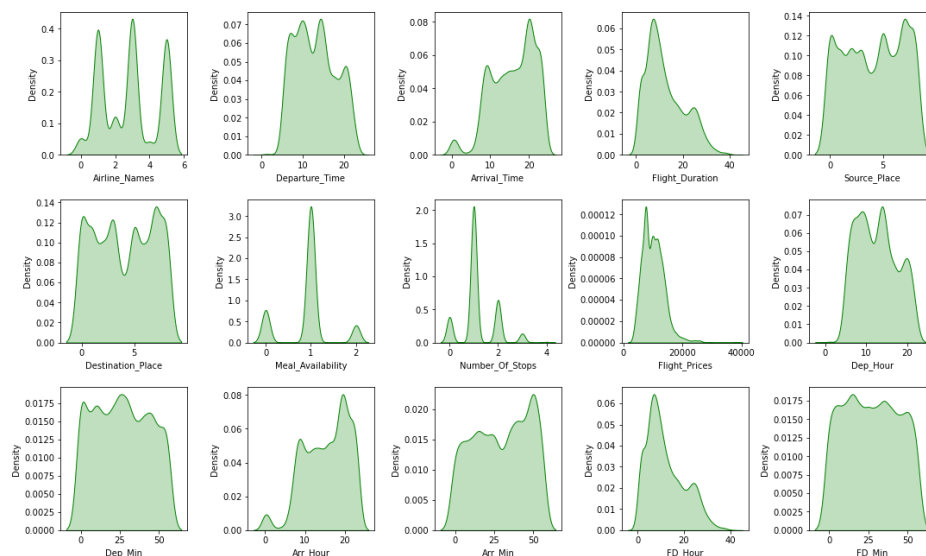 Density
0.4
0.3
0.2
0.1
0.0
0 2 4 6
Airline_Names
Density
0.07
0.06
0.05
0.04
0.03
0.02
0.01
0.00
0 10 20
Departure_Time
Density
0.08
0.06
0.04
0.02
0.00
0 10 20
Arrival_Time
Density
0.06
0.05
0.04
0.03
0.02
0.01
0.00
0 20 40
Flight_Duration
Density
0.14
0.12
0.10
0.08
0.06
0.04
0.02
0.00
0 5
Source_Place
Density
0.14
0.12
0.10
0.08
0.06
0.04
0.02
0.00
0 5
Destination_Place
Density
3.0
2.5
2.0
1.5
1.0
0.5
0.0
0 1 2
Meal_Availability
Density
2.0
1.5
1.0
0.5
0.0
0 2 4
Number_Of_Stops
Density
0.00012
0.00010
0.00008
0.00006
0.00004
0.00002
0.00000
20000 40000
Flight_Prices
Density
0.07
0.06
0.05
0.04
0.03
0.02
0.01
0.00
0 10 20
Dep_Hour
Density
0.0175
0.0150
0.0125
0.0100
0.0075
0.0050
0.0025
0.0000
0 25 50
Dep_Min
Density
0.08
0.06
0.04
0.02
0.00
0 10 20
Arr_Hour
Density
0.020
0.015
0.010
0.005
0.000
0 25 50
Arr_Min
Density
0.06
0.05
0.04
0.03
0.02
0.01
0.00
0 20 40
FD_Hour
Density
0.0175
0.0150
0.0125
0.0100
0.0075
0.0050
0.0025
0.0000
0 25 50
FD_Min